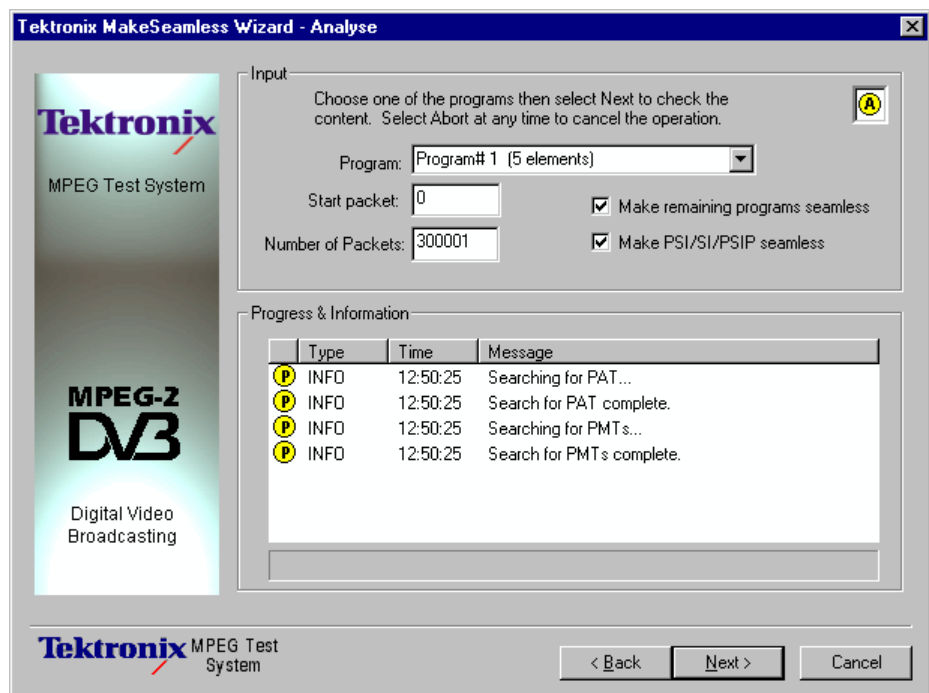 Tektronix MakeSeamless Wizard - Analyse
Tektronix
MPEG Test System
MPEG-2
DVB
Digital Video
Broadcasting
Input
Choose one of the programs then select Next to check the
content. Select Abort at any time to cancel the operation.
A
Program: Program# 1 (5 elements)
Start packet: 0
Make remaining programs seamless
Number of Packets: 300001
Make PSI/SI/PSIP seamless
Progress & Information
Type Time Message
P INFO 12:50:25 Searching for PAT...
P INFO 12:50:25 Search for PAT complete.
P INFO 12:50:25 Searching for PMTs...
P INFO 12:50:25 Search for PMTs complete.
Tektronix MPEG Test
System
< Back Next > Cancel